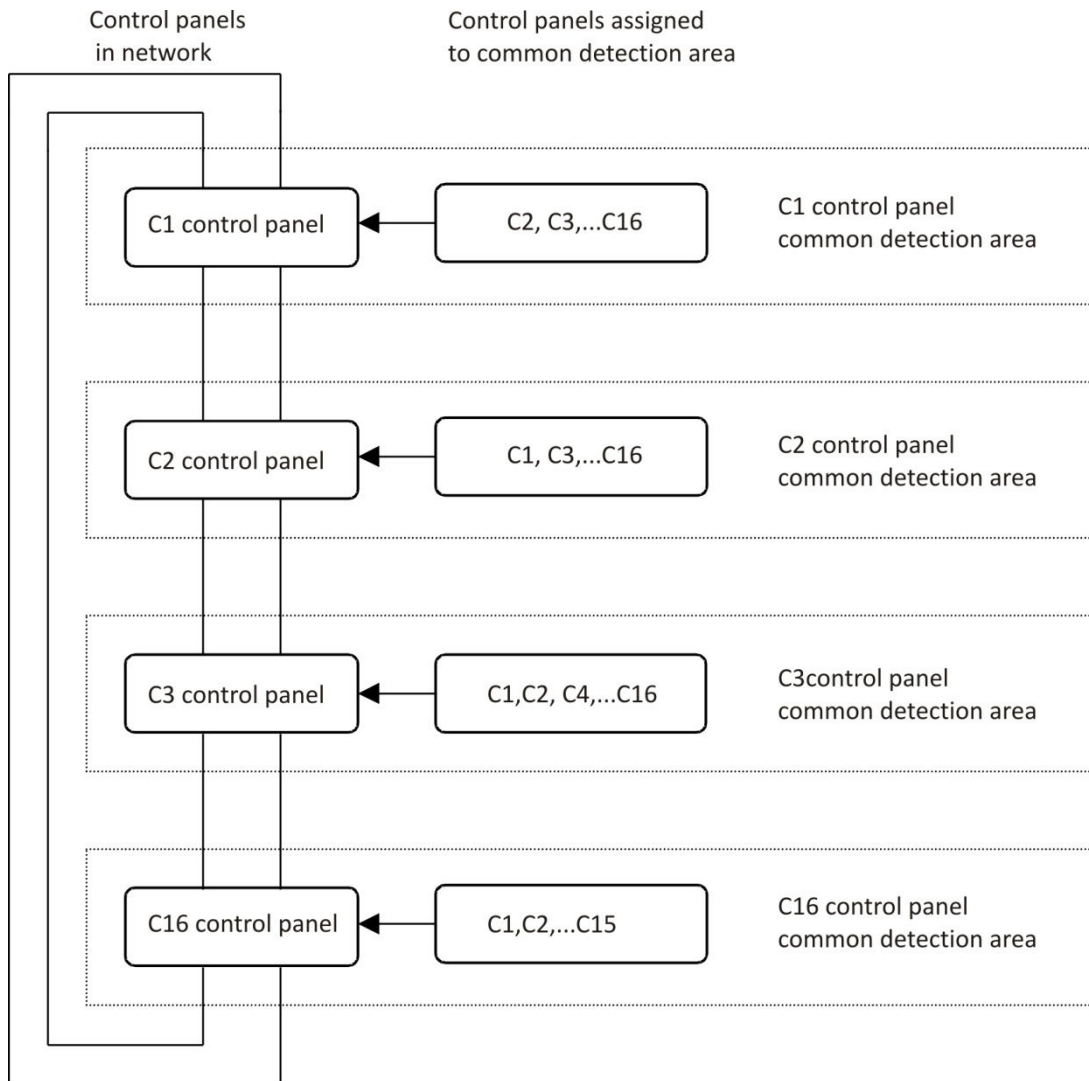 Control panels
in network
Control panels assigned
to common detection area
C1 control panel
C2, C3,...C16
C1 control panel
common detection area
C2 control panel
C1, C3,...C16
C2 control panel
common detection area
C3 control panel
C1,C2, C4,...C16
C3control panel
common detection area
C16 control panel
C1,C2,...C15
C16 control panel
common detection area